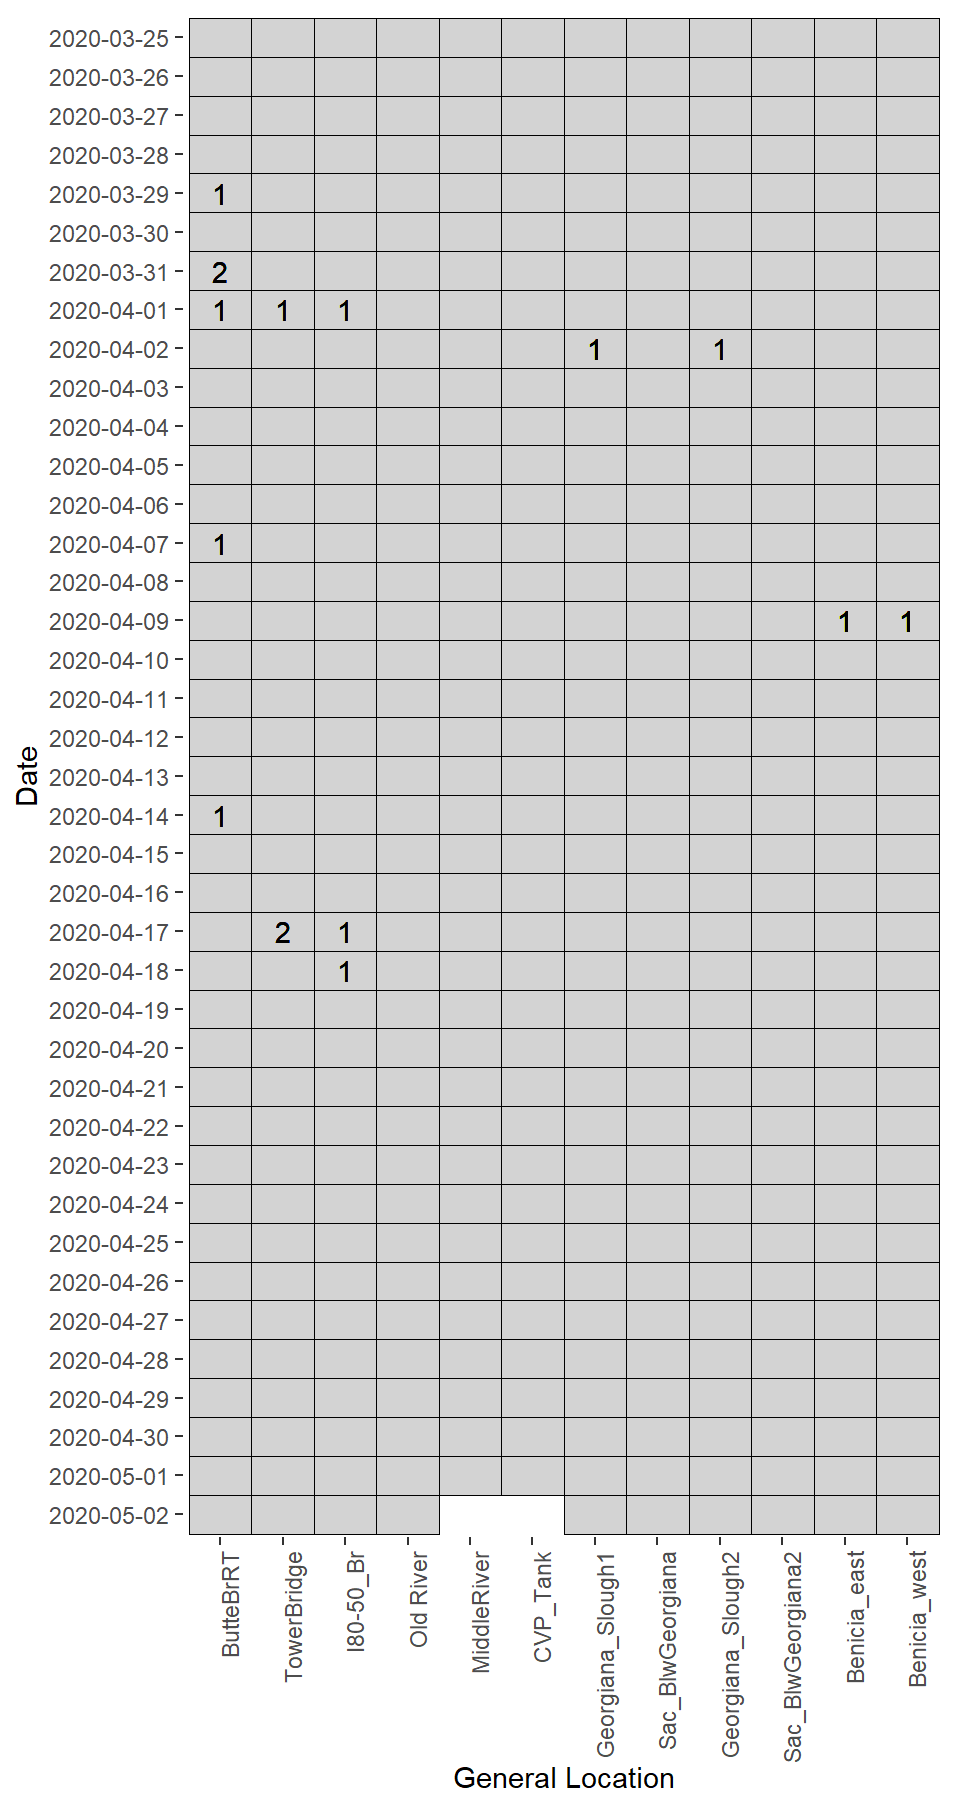 2020-03-25
2020-03-26
2020-03-27
2020-03-28
2020-03-29 1
2020-03-30
2020-03-31 2
2020-04-01 1 1 1
2020-04-02 1 1
2020-04-03
2020-04-04
2020-04-05
2020-04-06
2020-04-07 1
2020-04-08
2020-04-09 1 1
2020-04-10
2020-04-11
2020-04-12
2020-04-13
2020-04-14 1
2020-04-15
2020-04-16
2020-04-17 2 1
2020-04-18 1
2020-04-19
2020-04-20
2020-04-21
2020-04-22
2020-04-23
2020-04-24
2020-04-25
2020-04-26
2020-04-27
2020-04-28
2020-04-29
2020-04-30
2020-05-01
2020-05-02
Date
ButteBrRT
TowerBridge
I80-50_Br
Old River
MiddleRiver
CVP_Tank
Georgiana_Slough1
Sac_BlwGeorgiana
Georgiana_Slough2
Sac_BlwGeorgiana2
Benicia_east
Benicia_west
General Location